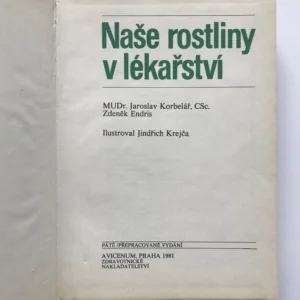 Naše rostliny
v lékařství
MUDr. Jaroslav Korbelář, CSc.
Zdeněk Endris
Ilustroval Jindřich Krejča
PÁTÉ /PŘEPRACOVANÉ VYDÁNÍ
AVICENUM, PRAHA 1981
ZDRAVOTNICKÉ
NAKLADATELSTVÍ